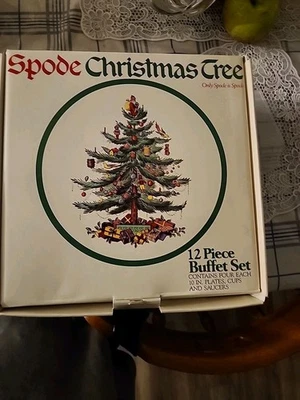 Spode Christmas Tree
Only Spode is Spode
12 Piece
Buffet Set
CONTAINS FOUR EACH
10 IN. PLATES, CUPS
AND SAUCERS